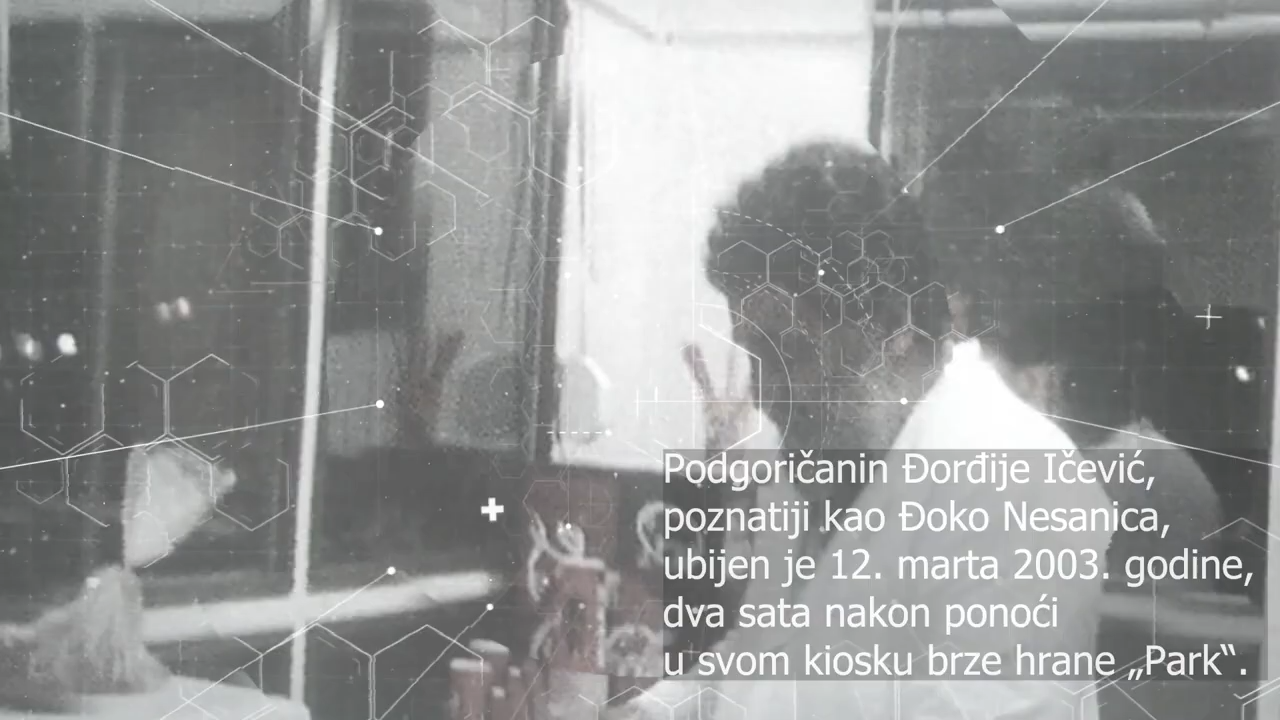 Podgoričanin Đorđije Ičević,
poznatiji kao Đoko Nesanica,
ubijen je 12. marta 2003. godine,
dva sata nakon ponoći
u svom kiosku brze hrane „Park“.